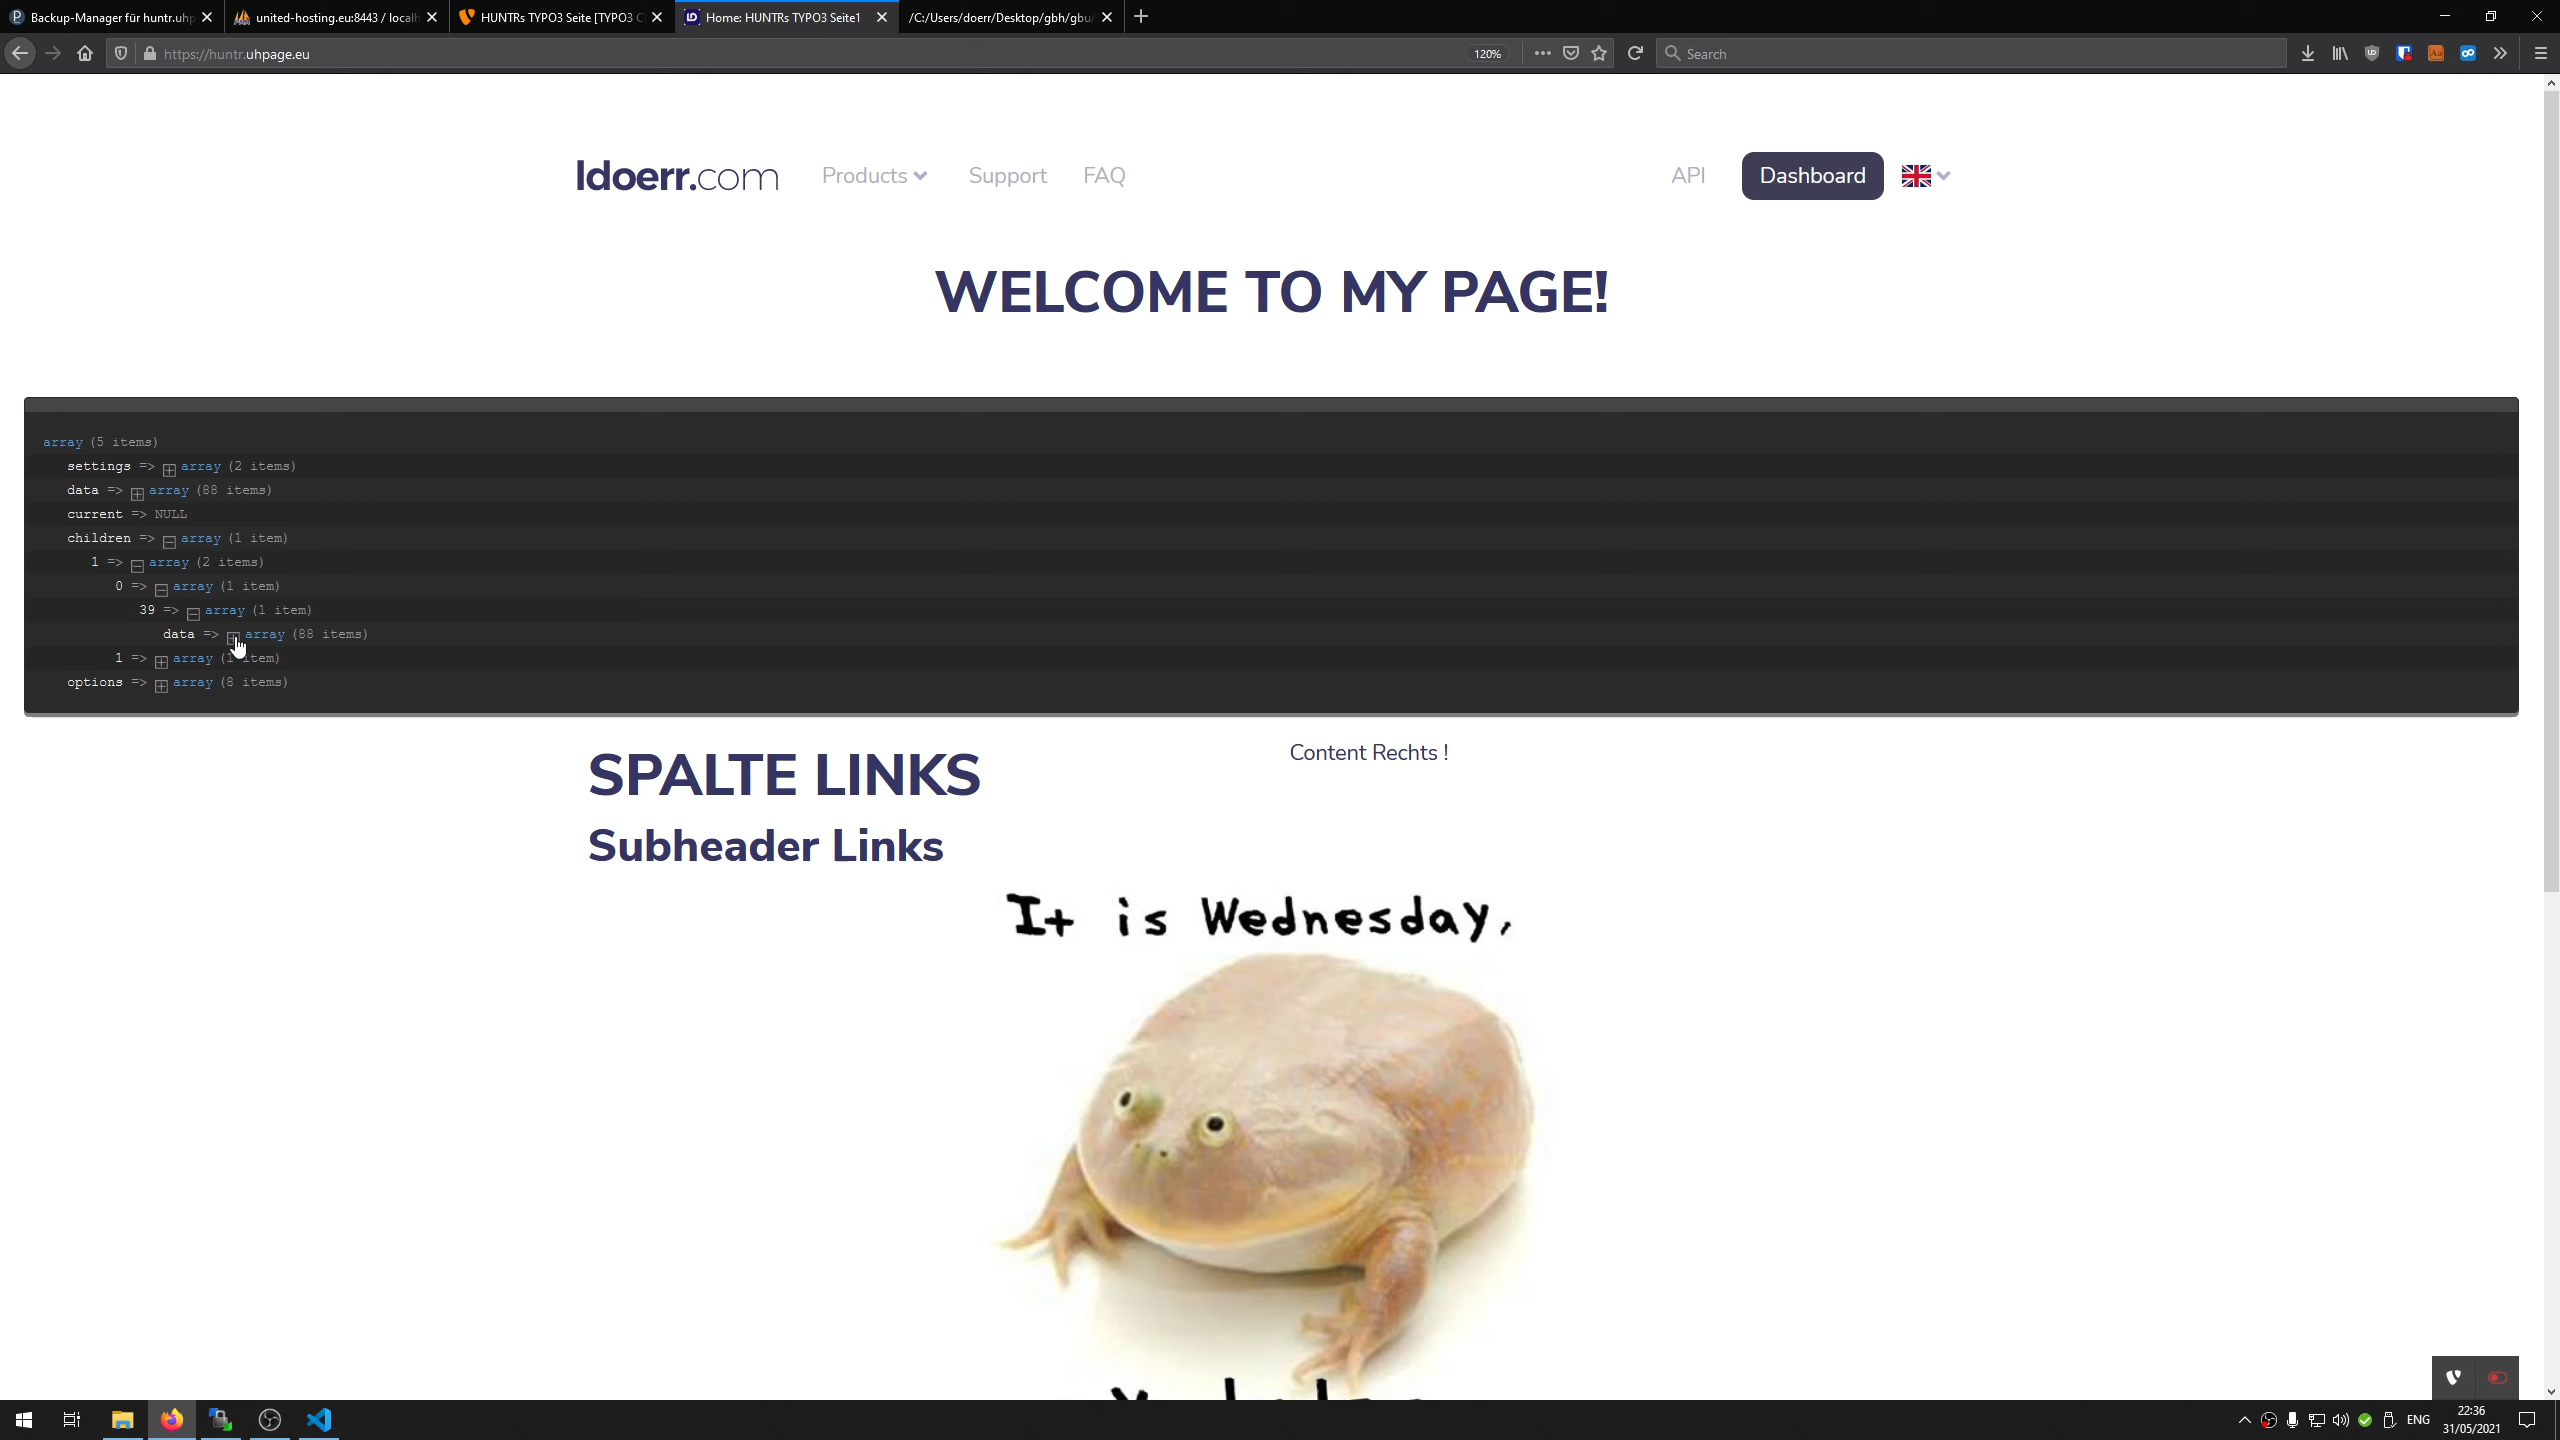 Backup-Manager für huntr.uhp
united-hosting.eu:8443 / localh
HUNTRs TYPO3 Seite [TYPO3 C
Home: HUNTRs TYPO3 Seite1
/C:/Users/doerr/Desktop/gbh/gbu/
https://huntr.uhpage.eu
120%
Search
ldoerr.com
Products
Support
FAQ
API
Dashboard
WELCOME TO MY PAGE!
array (5 items)
settings => array (2 items)
data => array (88 items)
current => NULL
children => array (1 item)
1 => array (2 items)
0 => array (1 item)
39 => array (1 item)
data => array (88 items)
1 => array (1 item)
options => array (8 items)
SPALTE LINKS
Content Rechts !
Subheader Links
It is Wednesday,
ENG
22:36
31/05/2021